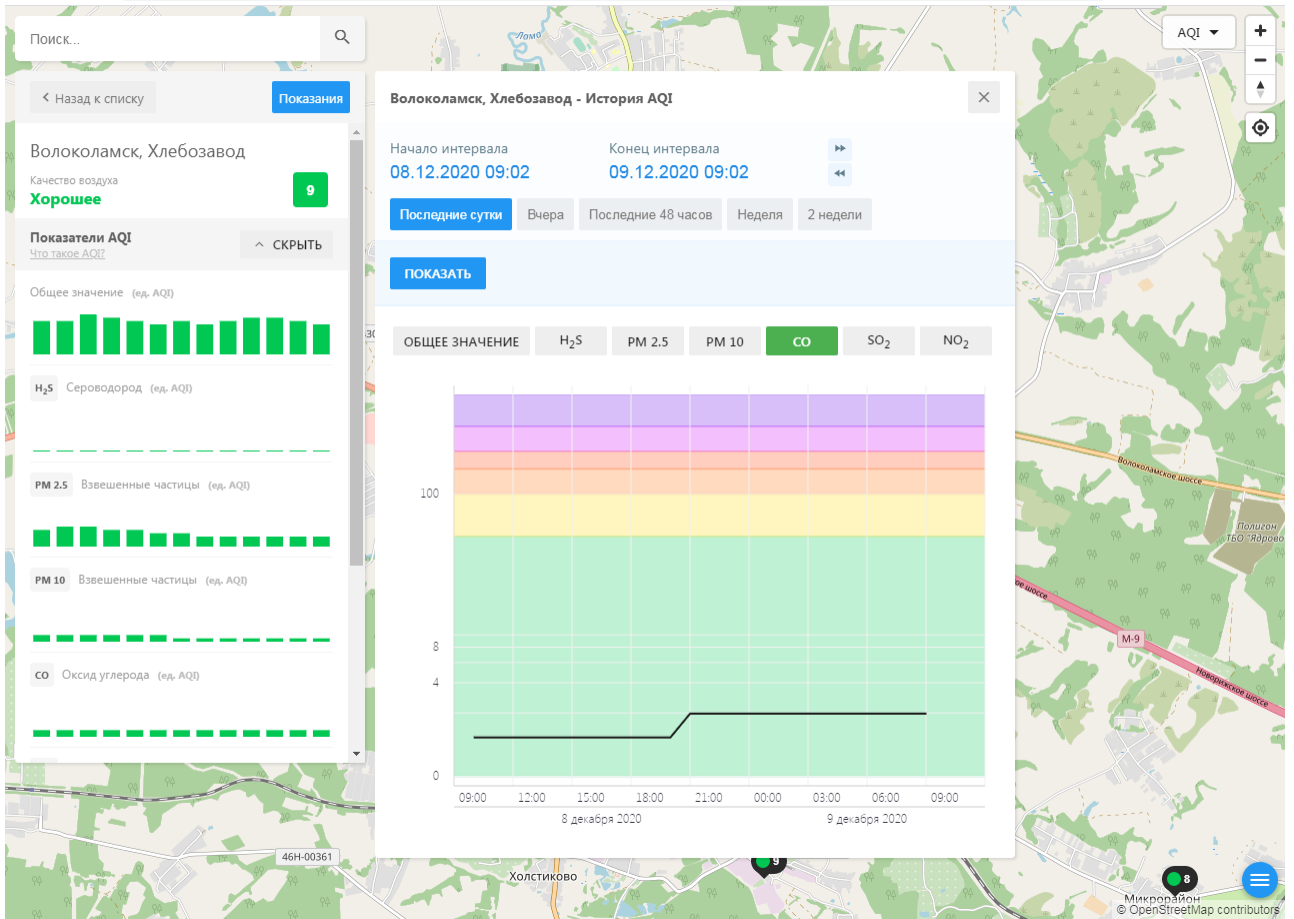 Поиск...
AQI
Назад к списку
Показания
Волоколамск, Хлебозавод
Качество воздуха
Хорошее
9
Показатели AQI
Что такое AQI?
СКРЫТЬ
Общее значение (ед. AQI)
H₂S Сероводород (ед. AQI)
PM 2.5 Взвешенные частицы (ед. AQI)
PM 10 Взвешенные частицы (ед. AQI)
CO Оксид углерода (ед. AQI)
Волоколамск, Хлебозавод - История AQI
Начало интервала
08.12.2020 09:02
Конец интервала
09.12.2020 09:02
Последние сутки Вчера Последние 48 часов Неделя 2 недели
ПОКАЗАТЬ
ОБЩЕЕ ЗНАЧЕНИЕ H₂S PM 2.5 PM 10 CO SO₂ NO₂
100
8
4
0
09:00 12:00 15:00 18:00 21:00 00:00 03:00 06:00 09:00
8 декабря 2020 9 декабря 2020
Волоколамское шоссе
Полигон
ТБО "Ядрово
М-9
Новорижское шоссе
46Н-00361
Холстиково
9
8
Микрорайон
© OpenStreetMap contributors